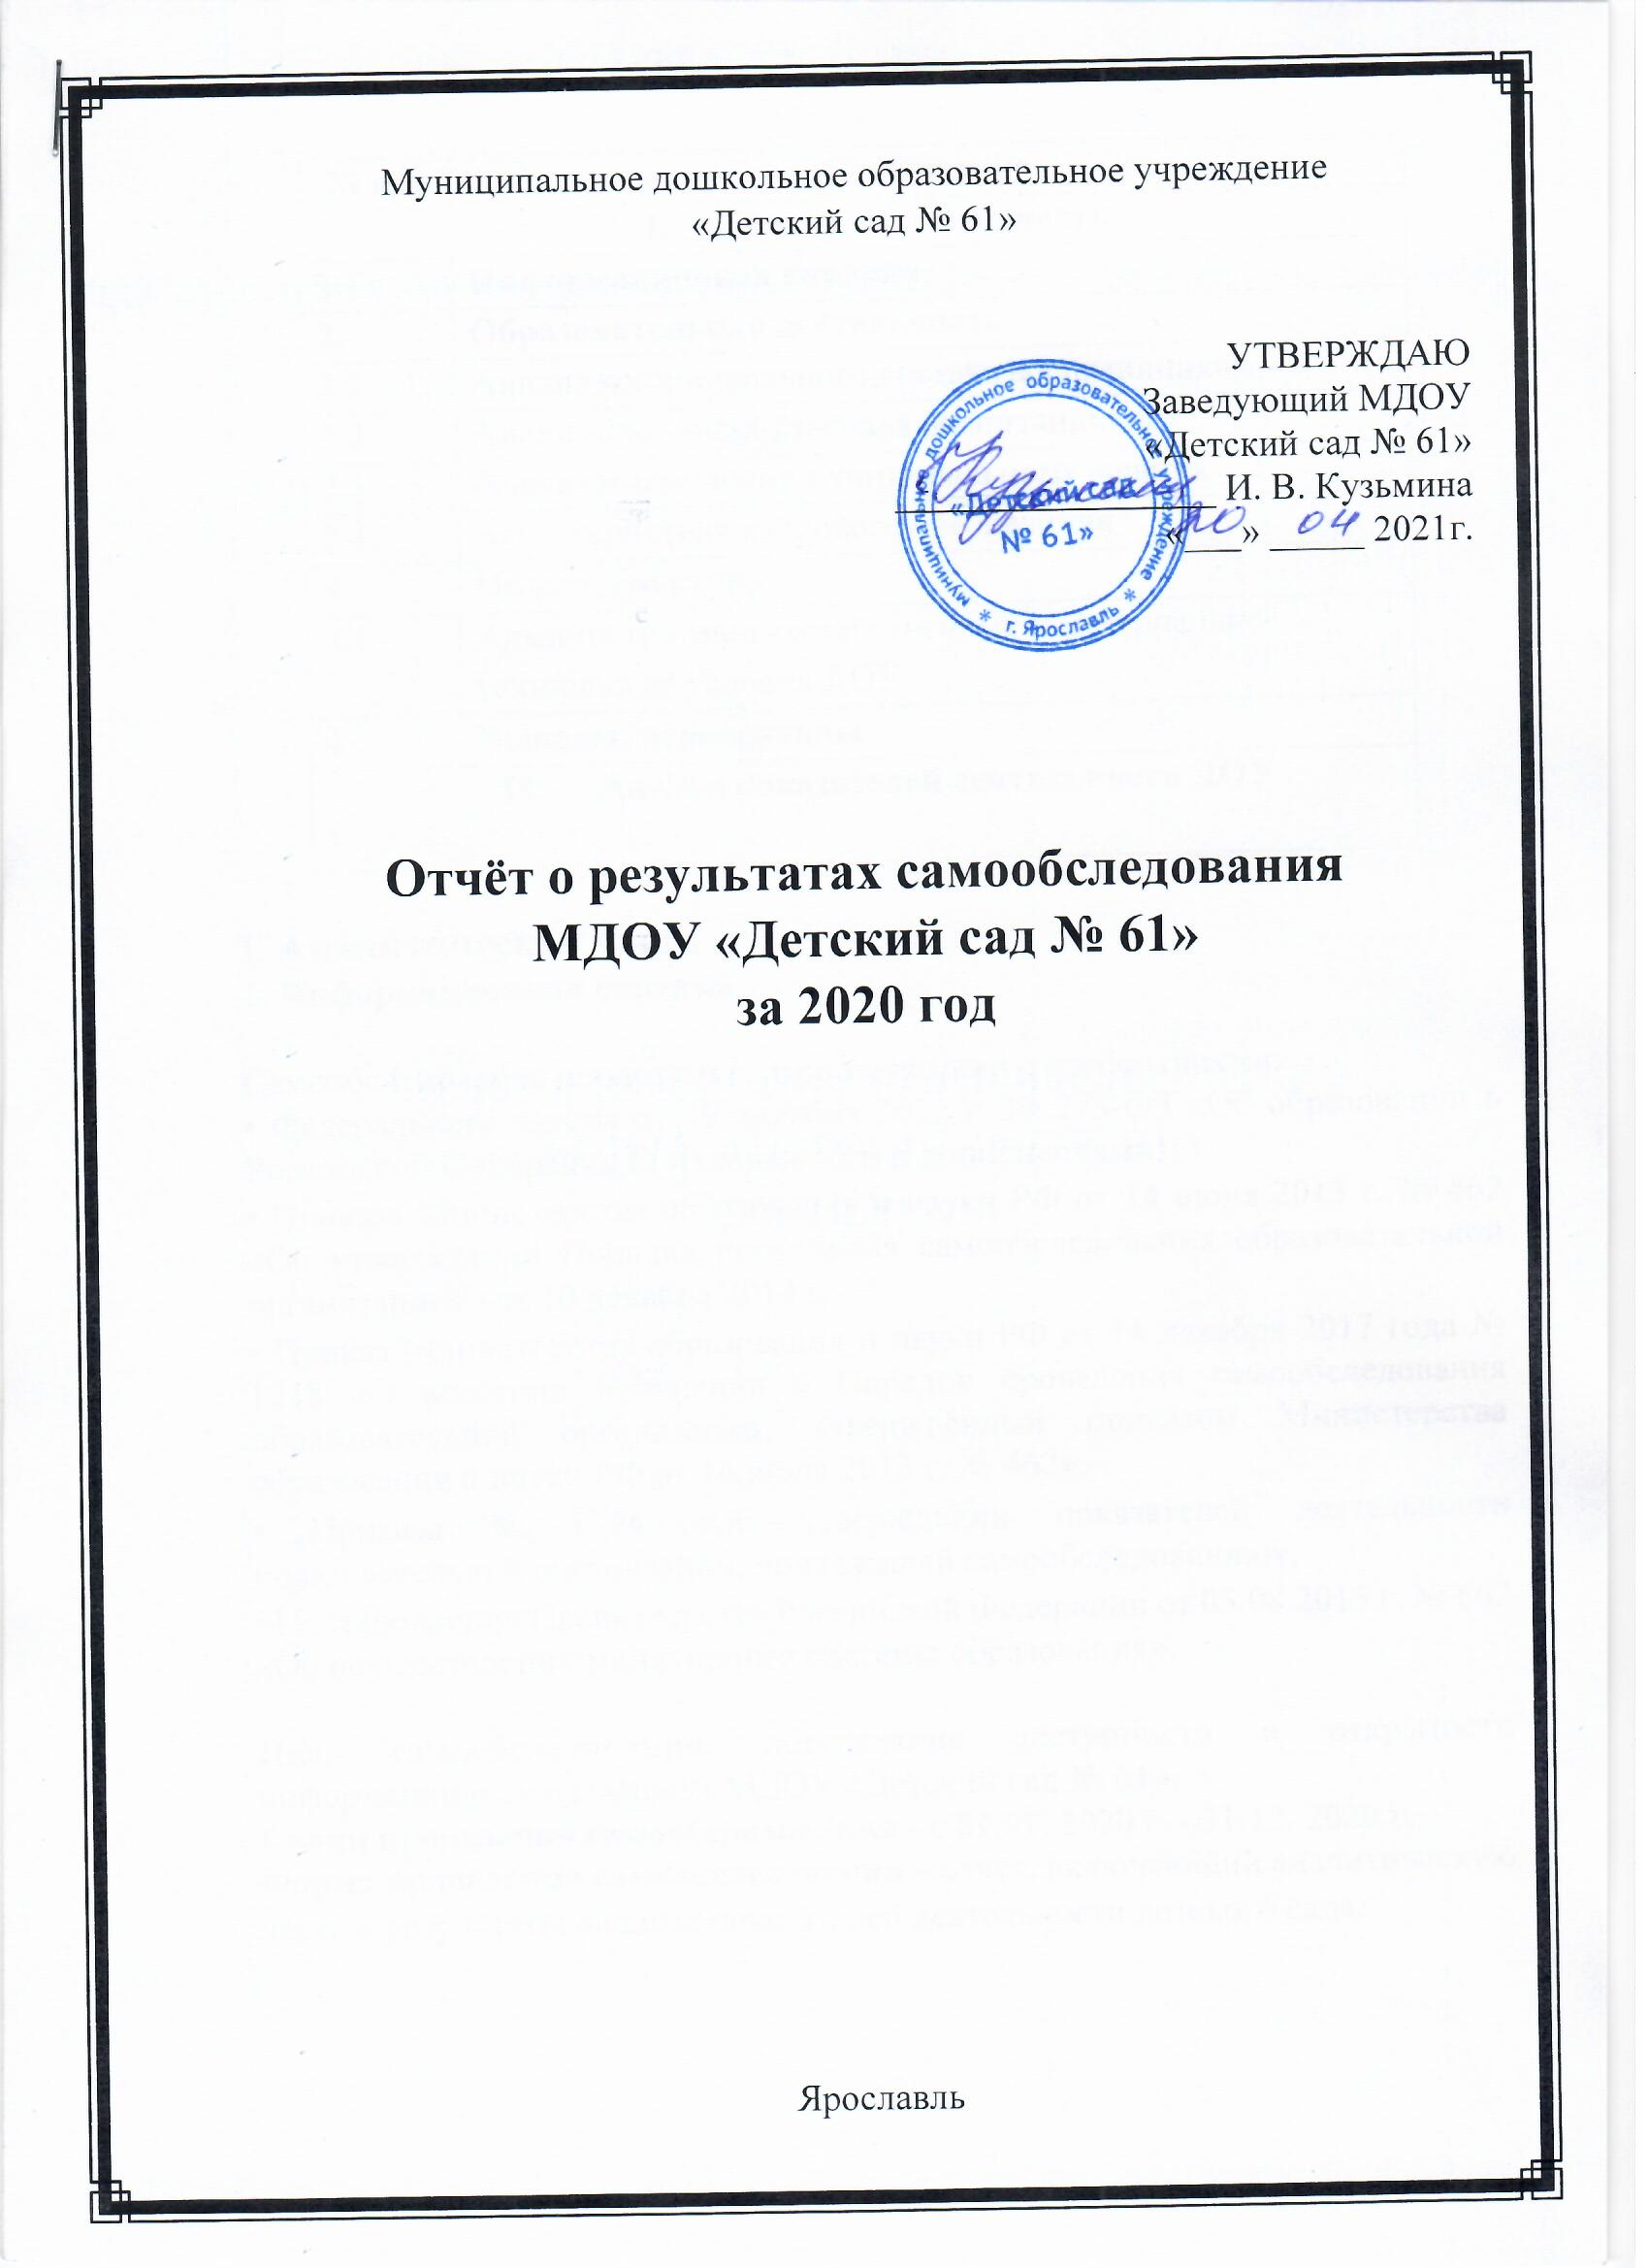 Муниципальное дошкольное образовательное учреждение
«Детский сад № 61»
УТВЕРЖДАЮ
Заведующий МДОУ
«Детский сад № 61»
И. В. Кузьмина
«20» 04 2021г.
муниципальное дошкольное образовательное учреждение
«Детский сад
№ 61»
* г. Ярославль *
Отчёт о результатах самообследования
МДОУ «Детский сад № 61»
за 2020 год
Ярославль